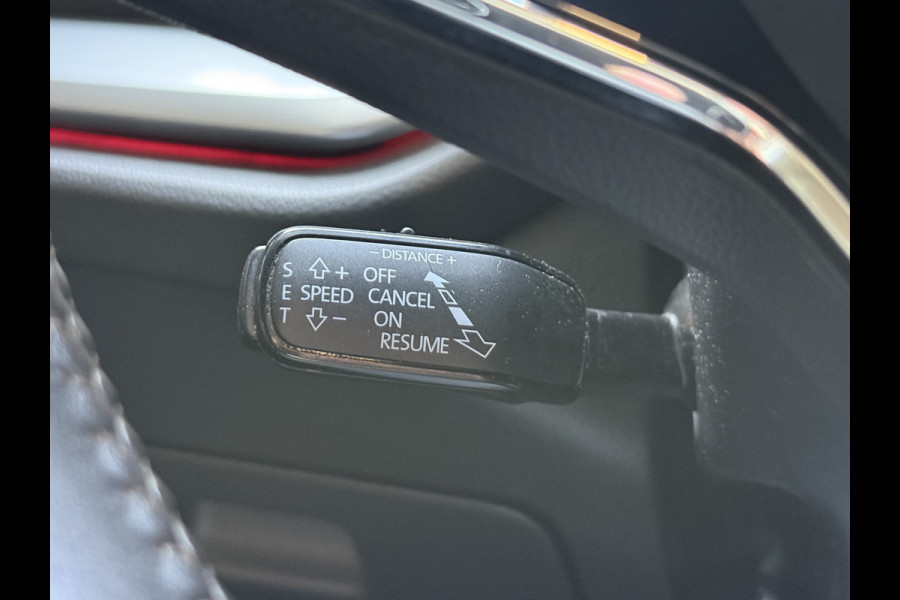 − DISTANCE +
S + OFF
E SPEED CANCEL
T − ON
RESUME